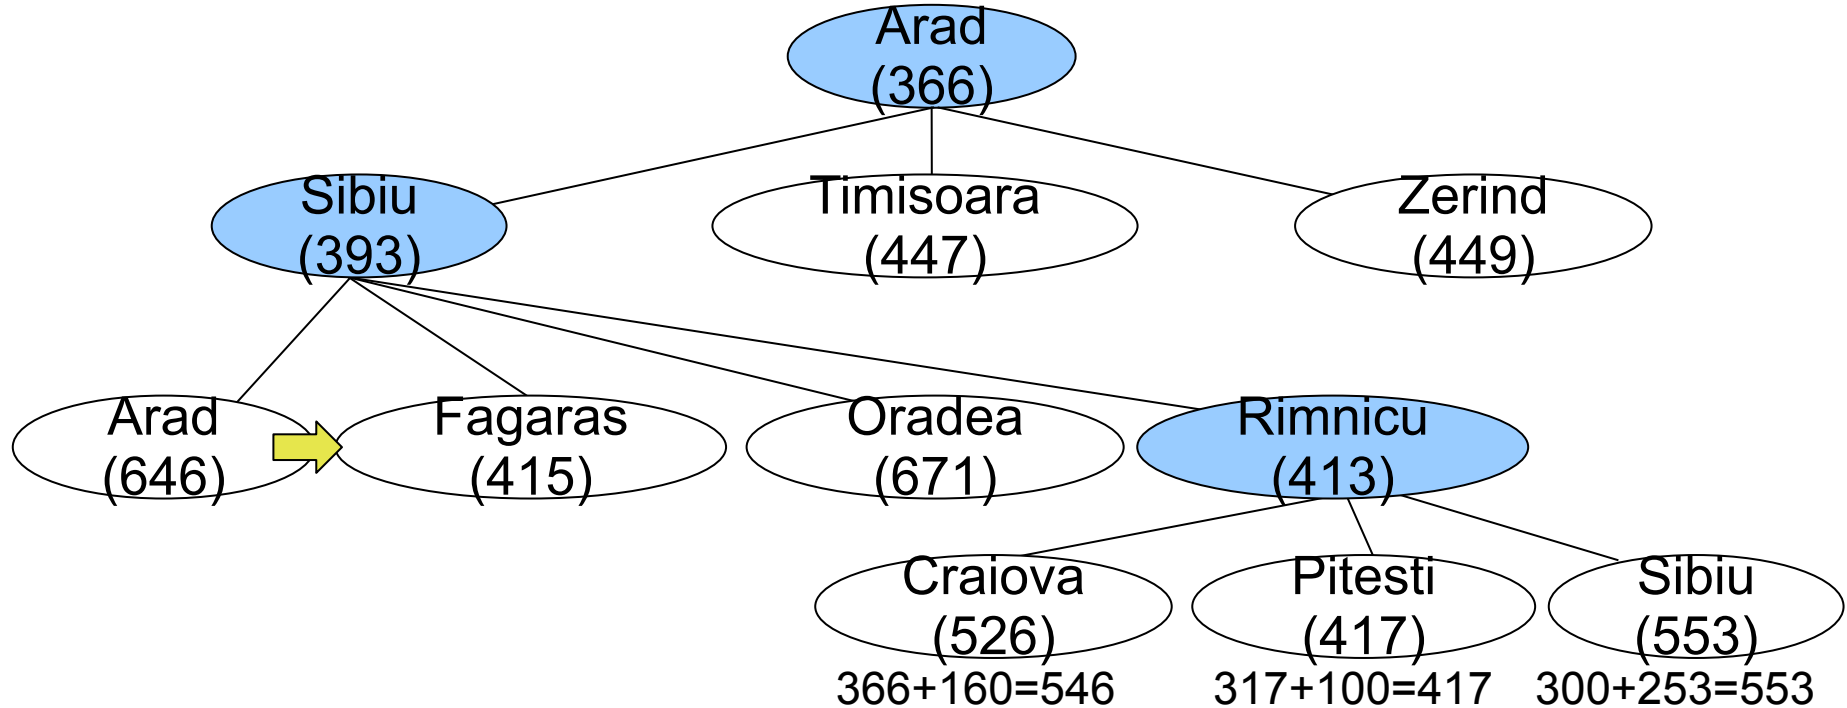 Arad
(366)
Sibiu
(393)
Timisoara
(447)
Zerind
(449)
Arad
(646)
Fagaras
(415)
Oradea
(671)
Rimnicu
(413)
Craiova
(526)
Pitesti
(417)
Sibiu
(553)
366+160=546
317+100=417
300+253=553